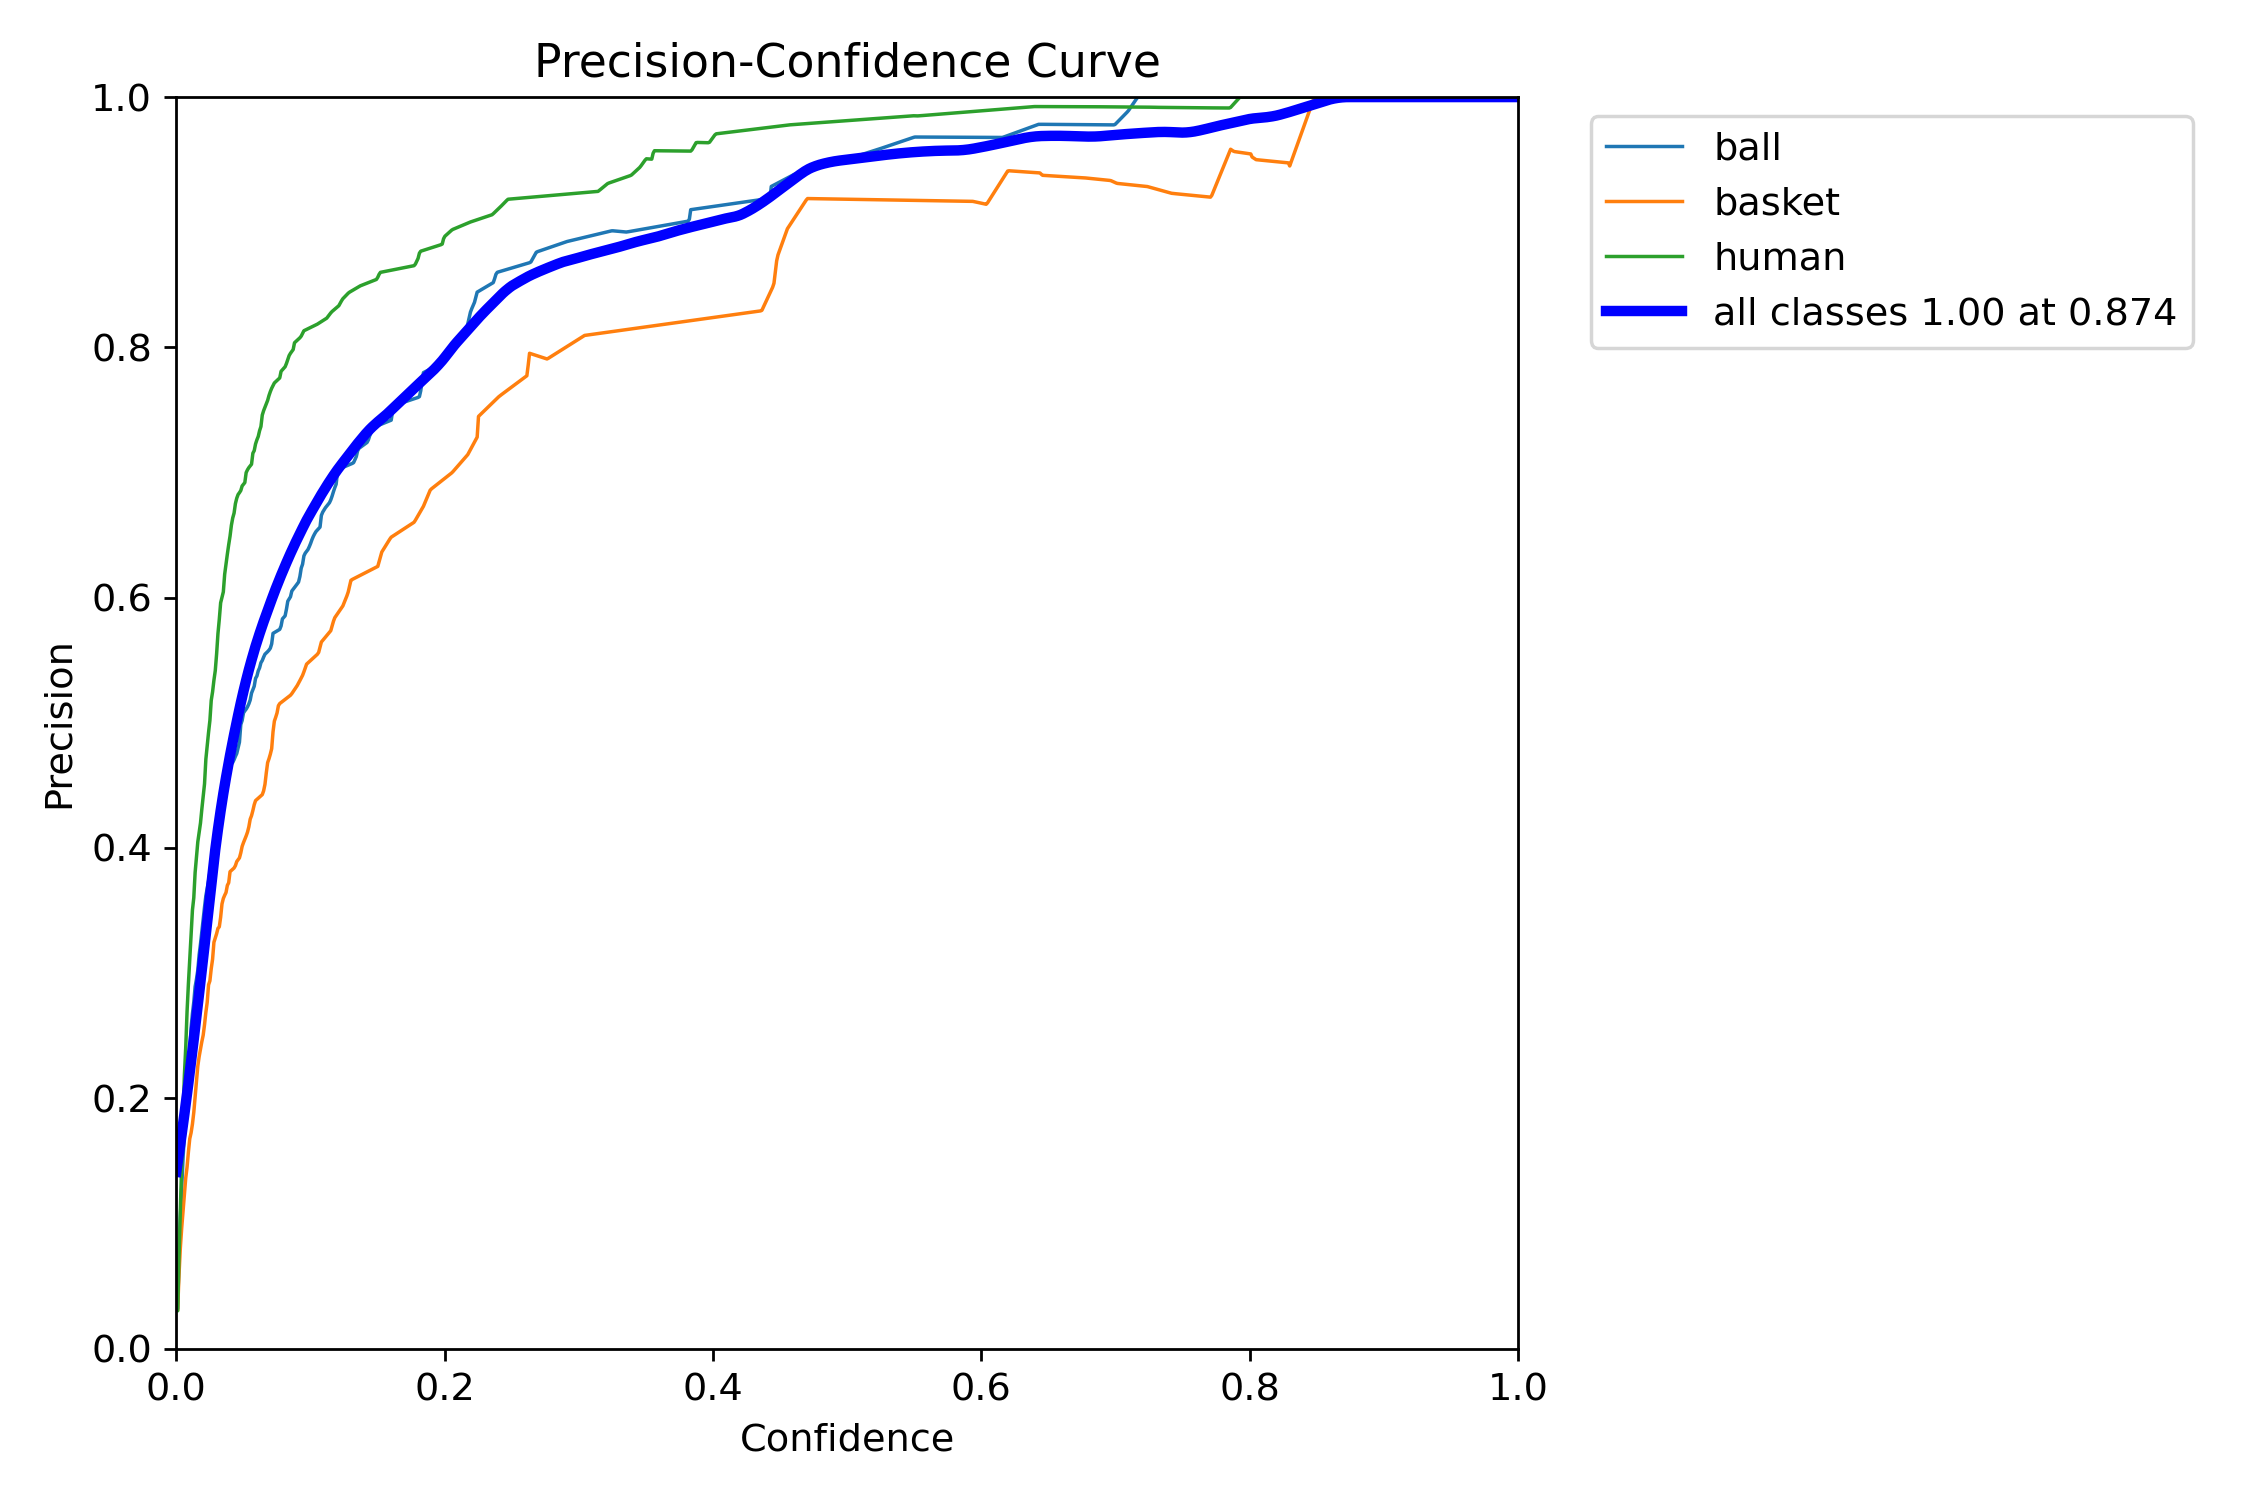 Precision-Confidence Curve
1.0
0.8
0.6
0.4
0.2
0.0
Precision
0.0 0.2 0.4 0.6 0.8 1.0
Confidence
ball
basket
human
all classes 1.00 at 0.874